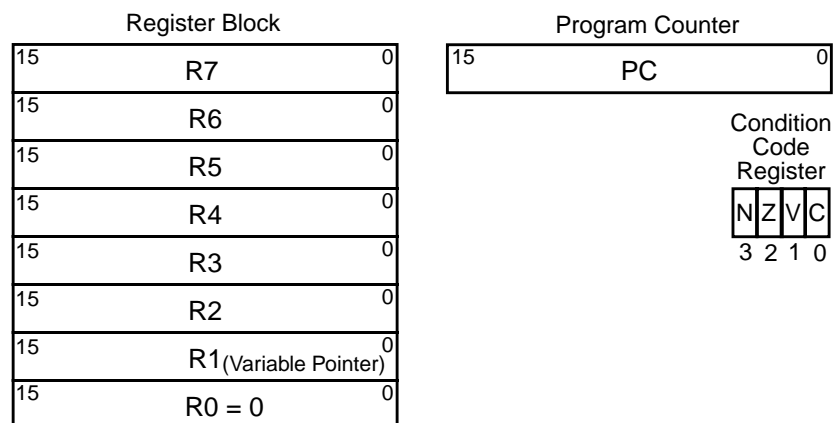 Register Block
15 R7 0
15 R6 0
15 R5 0
15 R4 0
15 R3 0
15 R2 0
15 R1(Variable Pointer) 0
15 R0 = 0 0
Program Counter
15 PC 0
Condition
Code
Register
N Z V C
3 2 1 0